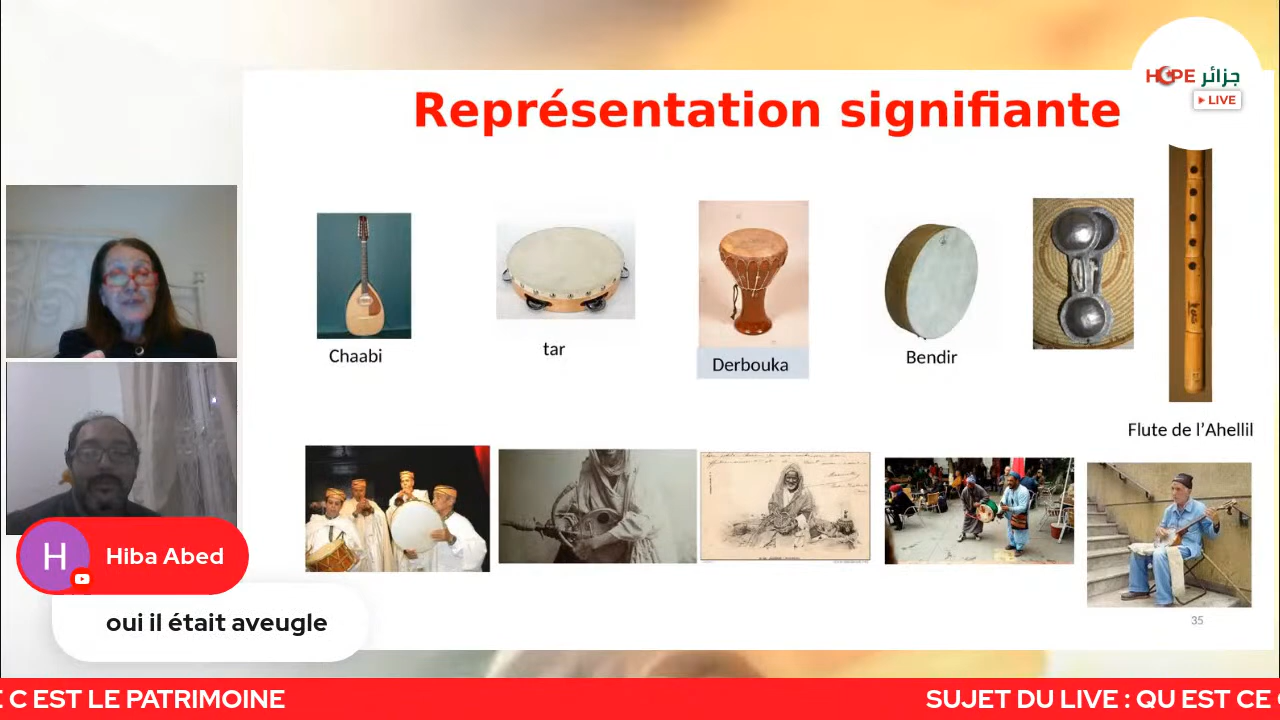 Représentation signifiante
HOPE جزائر
LIVE
Chaabi
tar
Derbouka
Bendir
Flute de l’Ahellil
35
H
Hiba Abed
oui il était aveugle
C EST LE PATRIMOINE
SUJET DU LIVE : QU EST CE